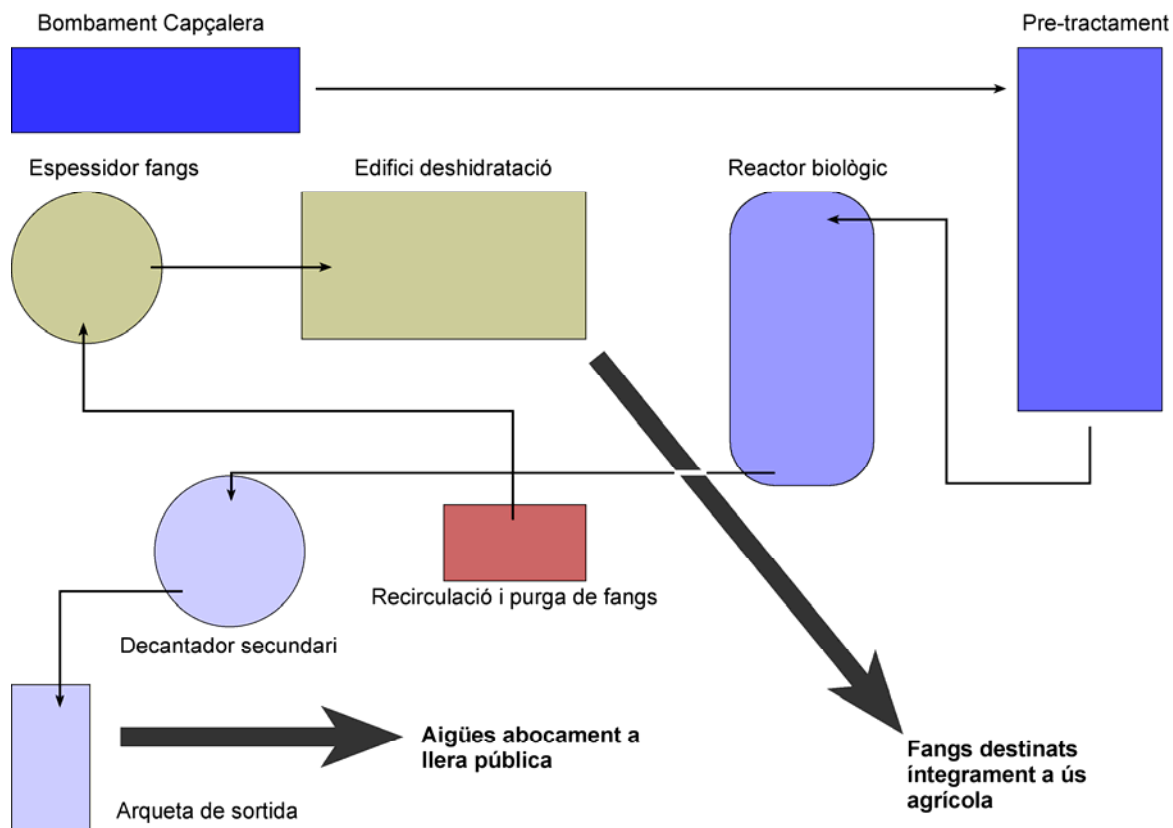 Bombament Capçalera
Pre-tractament
Espessidor fangs
Edifici deshidratació
Reactor biològic
Recirculació i purga de fangs
Decantador secundari
Aigües abocament a
llera pública
Fangs destinats
íntegrament a ús
agrícola
Arqueta de sortida